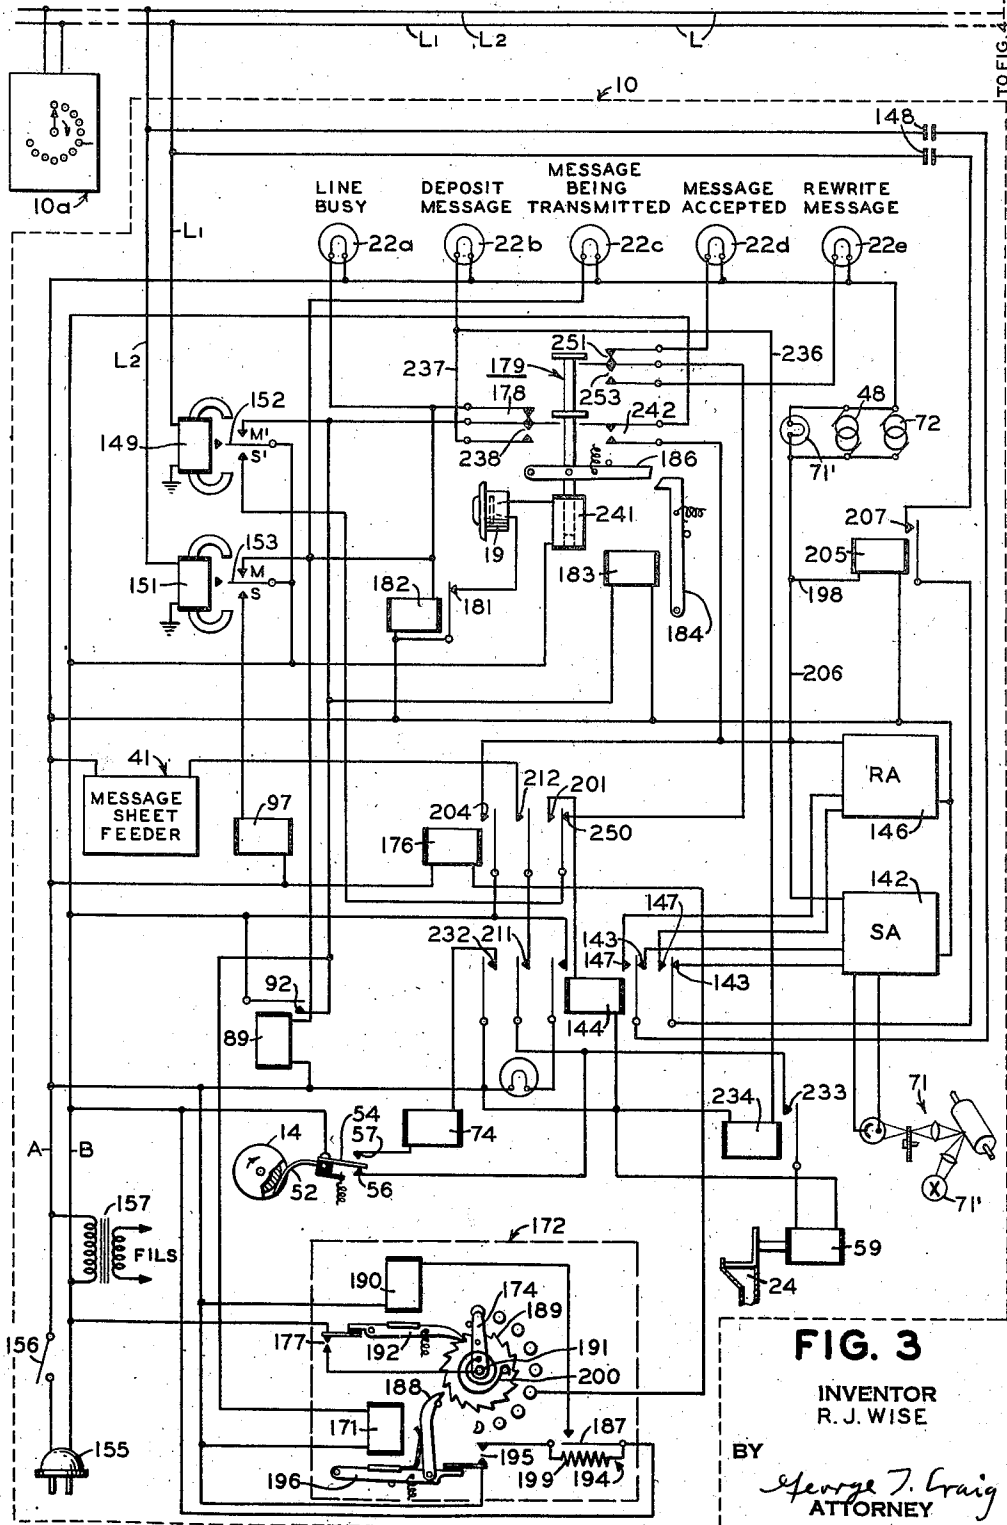 L1
L2
L
TO FIG. 4
10
148
10a
LINE BUSY
DEPOSIT MESSAGE
MESSAGE BEING TRANSMITTED
MESSAGE ACCEPTED
REWRITE MESSAGE
22a
22b
22c
22d
22e
L1
L2
237
179
178
251
253
236
152
149
M'
S'
238
242
48
72
71'
186
19
241
207
205
153
151
M
S
182
181
183
184
198
206
41
MESSAGE SHEET FEEDER
97
204
212
201
250
176
RA
146
142
SA
232
211
143
147
147
143
92
89
144
A
B
14
54
57
52
56
74
234
233
71
71'
157
FILS
172
59
24
190
174
189
177
192
191
200
156
188
171
187
195
155
196
199
194
FIG. 3
INVENTOR
R. J. WISE
BY
George T. Craig
ATTORNEY